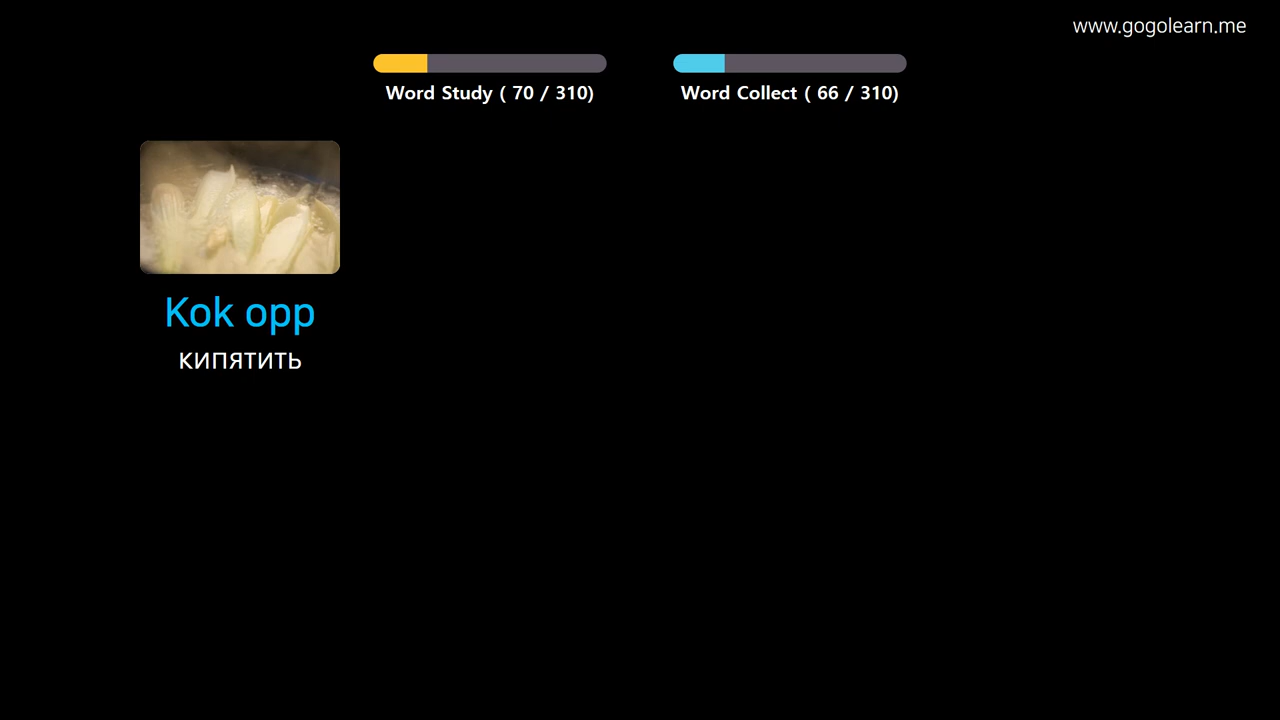 www.gogolearn.me
Word Study ( 70 / 310)
Word Collect ( 66 / 310)
Kok opp
кипятить